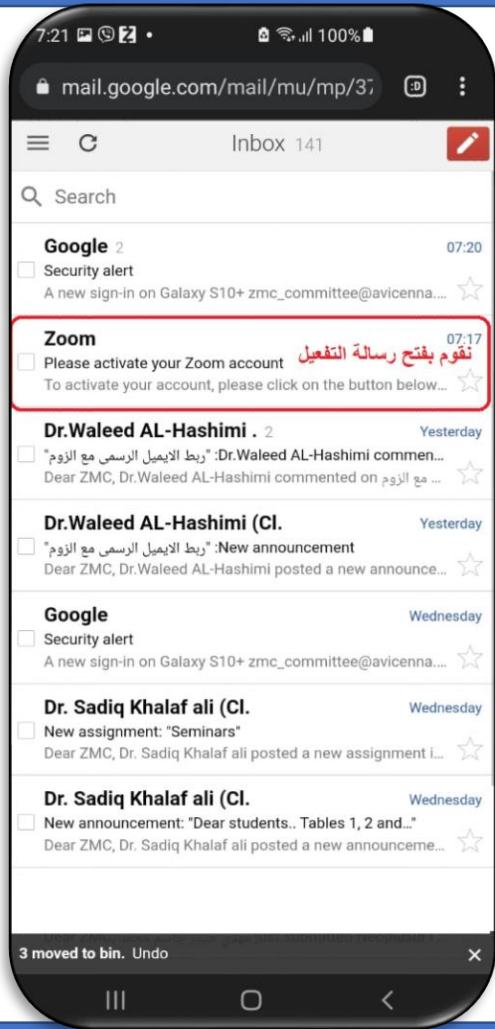 7:21
100%
mail.google.com/mail/mu/mp/37
:D
Inbox 141
Search
Google 2 07:20
Security alert
A new sign-in on Galaxy S10+ zmc_committee@avicenna....
Zoom 07:17
Please activate your Zoom account نقوم بفتح رسالة التفعيل
To activate your account, please click on the button below...
Dr.Waleed AL-Hashimi . 2 Yesterday
"ربط الايميل الرسمي مع الزوم" :Dr.Waleed AL-Hashimi commen...
Dear ZMC, Dr.Waleed AL-Hashimi commented on مع الزوم ...
Dr.Waleed AL-Hashimi (Cl. Yesterday
"ربط الايميل الرسمي مع الزوم" :New announcement
Dear ZMC, Dr.Waleed AL-Hashimi posted a new announce...
Google Wednesday
Security alert
A new sign-in on Galaxy S10+ zmc_committee@avicenna....
Dr. Sadiq Khalaf ali (Cl. Wednesday
New assignment: "Seminars"
Dear ZMC, Dr. Sadiq Khalaf ali posted a new assignment i...
Dr. Sadiq Khalaf ali (Cl. Wednesday
New announcement: "Dear students.. Tables 1, 2 and..."
Dear ZMC, Dr. Sadiq Khalaf ali posted a new announceme...
3 moved to bin. Undo